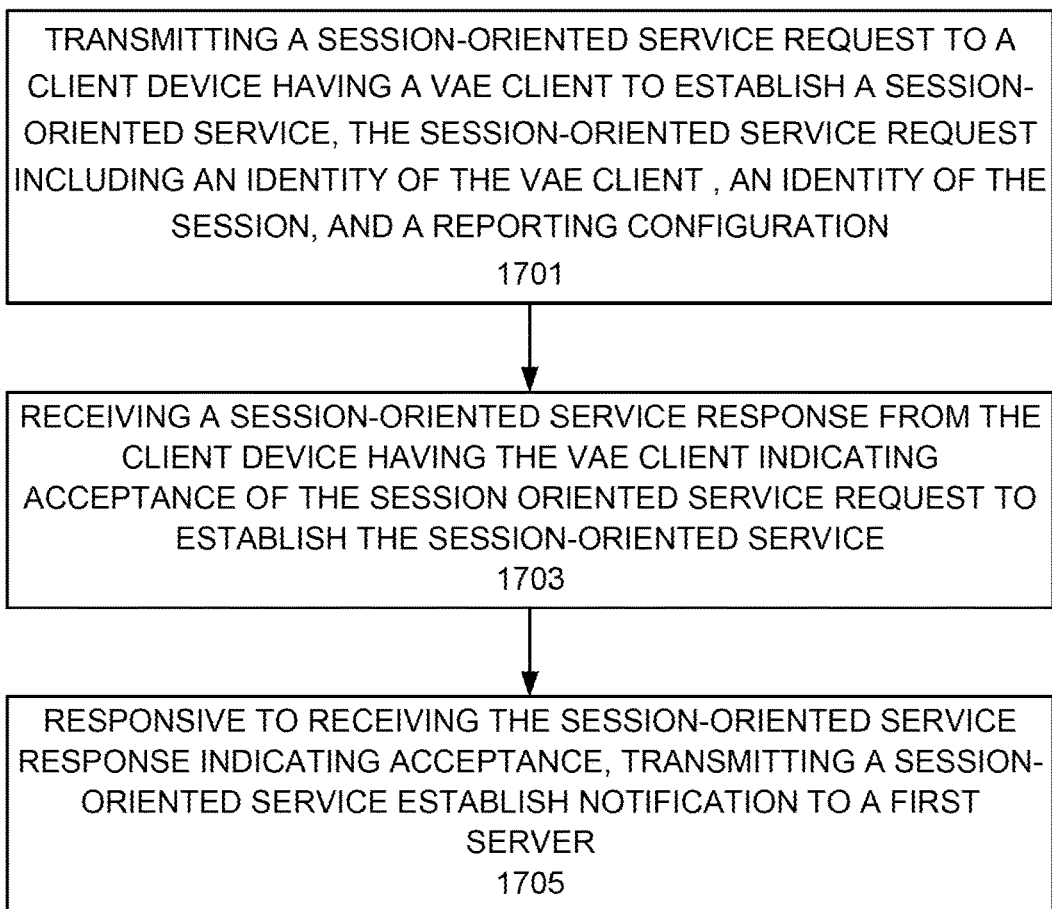 TRANSMITTING A SESSION-ORIENTED SERVICE REQUEST TO A
CLIENT DEVICE HAVING A VAE CLIENT TO ESTABLISH A SESSION-
ORIENTED SERVICE, THE SESSION-ORIENTED SERVICE REQUEST
INCLUDING AN IDENTITY OF THE VAE CLIENT , AN IDENTITY OF THE
SESSION, AND A REPORTING CONFIGURATION
1701
RECEIVING A SESSION-ORIENTED SERVICE RESPONSE FROM THE
CLIENT DEVICE HAVING THE VAE CLIENT INDICATING
ACCEPTANCE OF THE SESSION ORIENTED SERVICE REQUEST TO
ESTABLISH THE SESSION-ORIENTED SERVICE
1703
RESPONSIVE TO RECEIVING THE SESSION-ORIENTED SERVICE
RESPONSE INDICATING ACCEPTANCE, TRANSMITTING A SESSION-
ORIENTED SERVICE ESTABLISH NOTIFICATION TO A FIRST
SERVER
1705